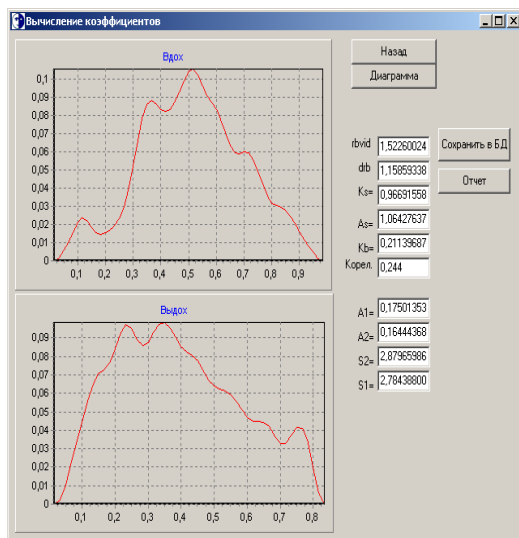 Вычисление коэффициентов
Вдох
0,1
0,09
0,08
0,07
0,06
0,05
0,04
0,03
0,02
0,01
0
0,1 0,2 0,3 0,4 0,5 0,6 0,7 0,8 0,9
Выдох
0,09
0,08
0,07
0,06
0,05
0,04
0,03
0,02
0,01
0
0,1 0,2 0,3 0,4 0,5 0,6 0,7 0,8
Назад
Диаграмма
rbvid 1,52260024
drb 1,15859338
Ks= 0,96691558
As= 1,06427637
Kb= 0,21139687
Корел. 0,244
Сохранить в БД
Отчет
A1= 0,17501353
A2= 0,16444368
S2= 2,87965986
S1= 2,78438800